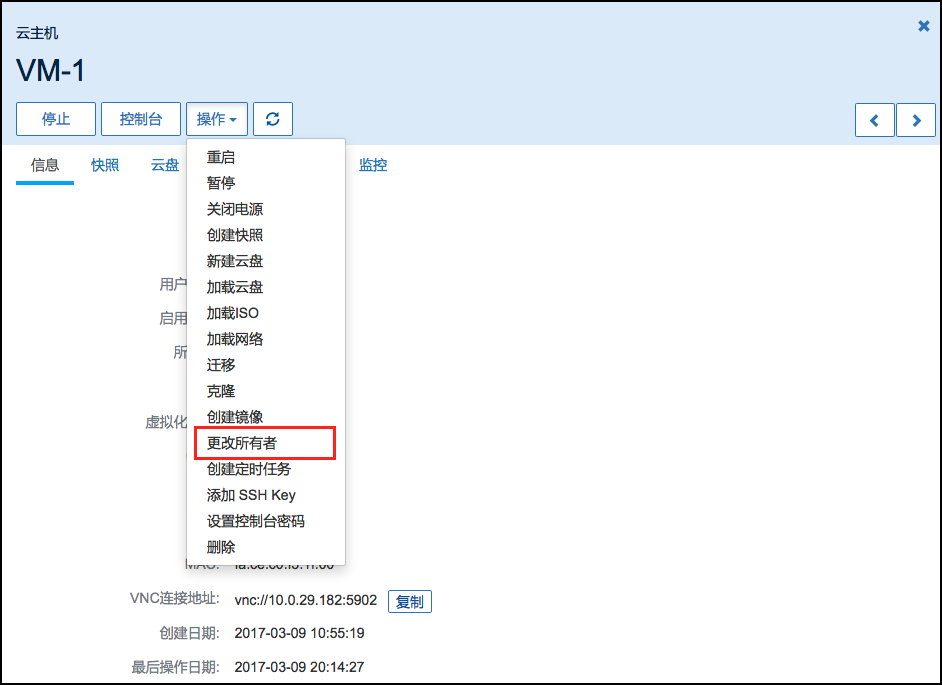 云主机
VM-1
停止 控制台 操作
信息 快照 云盘 监控
重启
暂停
关闭电源
创建快照
新建云盘
用户
加载云盘
加载ISO
启用
加载网络
所
迁移
克隆
创建镜像
虚拟化
更改所有者
创建定时任务
添加 SSH Key
设置控制台密码
删除
MAC:
VNC连接地址: vnc://10.0.29.182:5902 复制
创建日期: 2017-03-09 10:55:19
最后操作日期: 2017-03-09 20:14:27